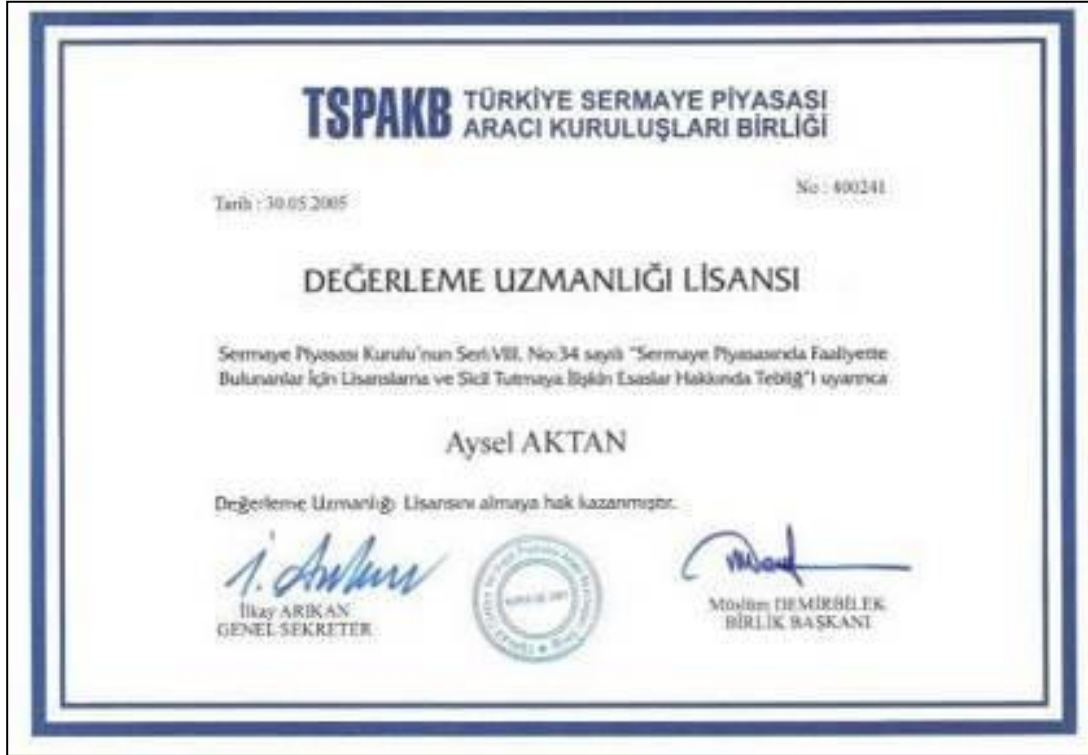 TSPAKB TÜRKİYE SERMAYE PİYASASI
ARACI KURULUŞLARI BİRLİĞİ
Tarih : 30.05.2005
No : 400241
DEĞERLEME UZMANLIĞI LİSANSI
Sermaye Piyasası Kurulu'nun Seri:VIII, No:34 sayılı "Sermaye Piyasasında Faaliyette
Bulunanlar İçin Lisanslama ve Sicil Tutmaya İlişkin Esaslar Hakkında Tebliğ"i uyarınca
Aysel AKTAN
Değerleme Uzmanlığı Lisansını almaya hak kazanmıştır.
İlkay ARIKAN
GENEL SEKRETER
Müslüm DEMİRBİLEK
BİRLİK BAŞKANI